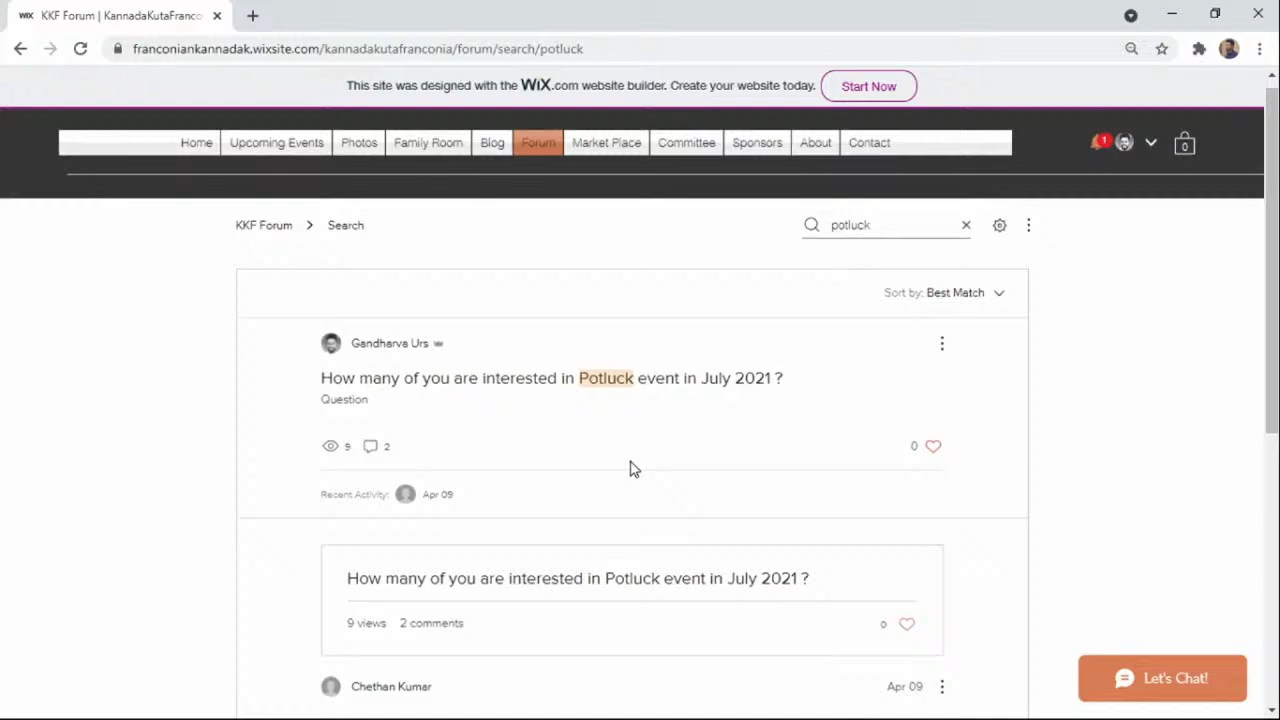 WiX KKF Forum | KannadaKutaFranco
franconiankannadak.wixsite.com/kannadakutafranconia/forum/search/potluck
This site was designed with the WiX.com website builder. Create your website today. Start Now
Home Upcoming Events Photos Family Room Blog Forum Market Place Committee Sponsors About Contact 1 0
KKF Forum > Search potluck
Sort by: Best Match
Gandharva Urs
How many of you are interested in Potluck event in July 2021 ?
Question
9 2 0
Recent Activity: Apr 09
How many of you are interested in Potluck event in July 2021 ?
9 views 2 comments 0
Chethan Kumar Apr 09
Let's Chat!